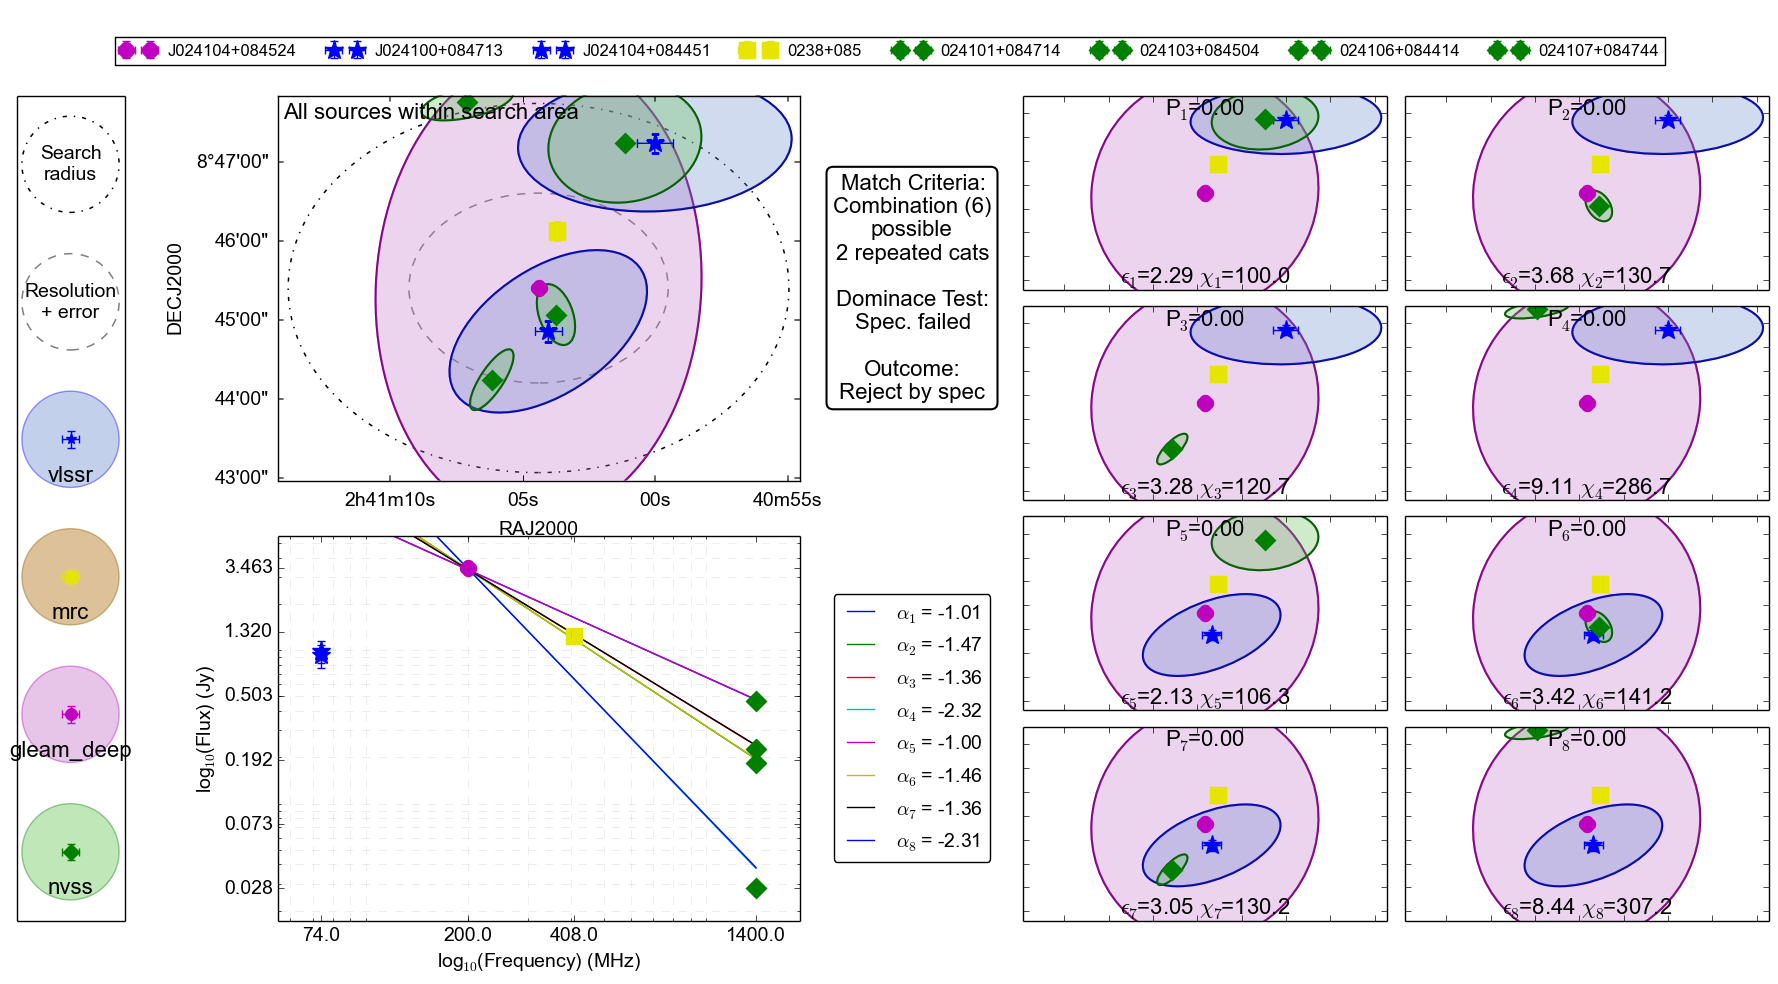 J024104+084524 J024100+084713 J024104+084451 0238+085 024101+084714 024103+084504 024106+084414 024107+084744
Search
radius
Resolution
+ error
vlssr
mrc
gleam_deep
nvss
All sources within search area
DECJ2000
8°47'00"
46'00"
45'00"
44'00"
43'00"
2h41m10s 05s 00s 40m55s
RAJ2000
Match Criteria:
Combination (6)
possible
2 repeated cats
Dominace Test:
Spec. failed
Outcome:
Reject by spec
log₁₀(Flux) (Jy)
3.463
1.320
0.503
0.192
0.073
0.028
74.0 200.0 408.0 1400.0
log₁₀(Frequency) (MHz)
α₁ = -1.01
α₂ = -1.47
α₃ = -1.36
α₄ = -2.32
α₅ = -1.00
α₆ = -1.46
α₇ = -1.36
α₈ = -2.31
P₁=0.00
ϵ₁=2.29 χ₁=100.0
P₂=0.00
ϵ₂=3.68 χ₂=130.7
P₃=0.00
ϵ₃=3.28 χ₃=120.7
P₄=0.00
ϵ₄=9.11 χ₄=286.7
P₅=0.00
ϵ₅=2.13 χ₅=106.3
P₆=0.00
ϵ₆=3.42 χ₆=141.2
P₇=0.00
ϵ₇=3.05 χ₇=130.2
P₈=0.00
ϵ₈=8.44 χ₈=307.2